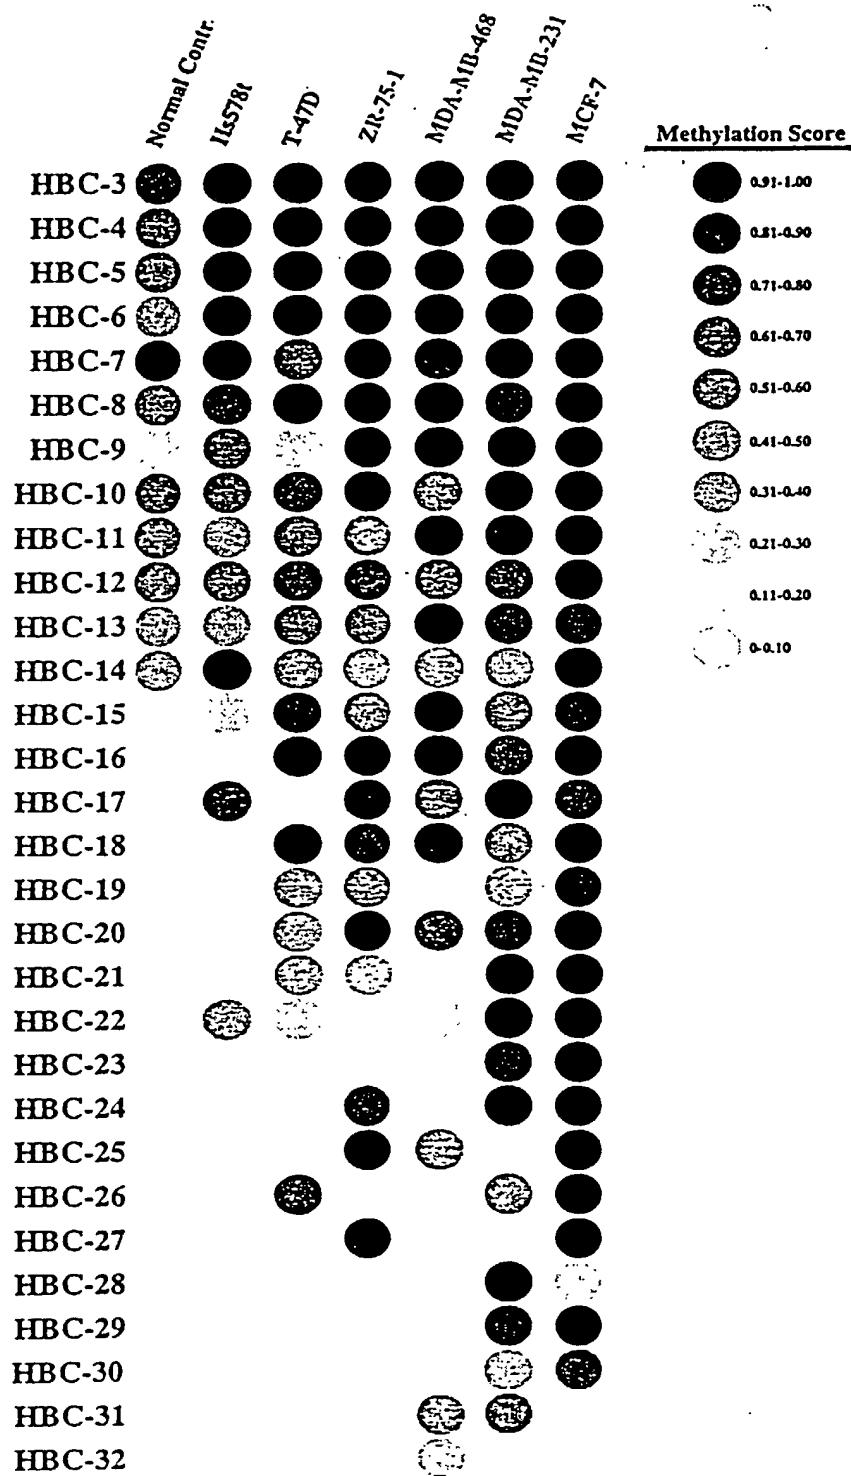 Normal Contr.
Hs578t
T-47D
ZR-75-1
MDA-MB-468
MDA-MB-231
MCF-7
Methylation Score
HBC-3
HBC-4
HBC-5
HBC-6
HBC-7
HBC-8
HBC-9
HBC-10
HBC-11
HBC-12
HBC-13
HBC-14
HBC-15
HBC-16
HBC-17
HBC-18
HBC-19
HBC-20
HBC-21
HBC-22
HBC-23
HBC-24
HBC-25
HBC-26
HBC-27
HBC-28
HBC-29
HBC-30
HBC-31
HBC-32
0.91-1.00
0.81-0.90
0.71-0.80
0.61-0.70
0.51-0.60
0.41-0.50
0.31-0.40
0.21-0.30
0.11-0.20
0-0.10